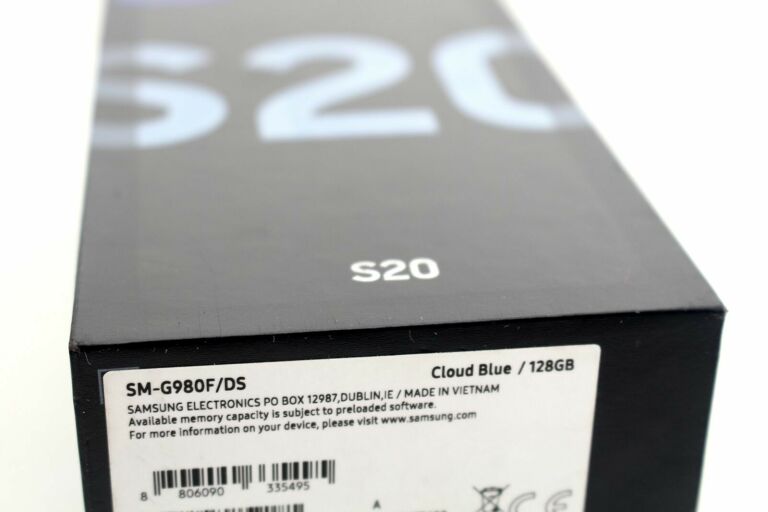 S20
S20
SM-G980F/DS
Cloud Blue / 128GB
SAMSUNG ELECTRONICS PO BOX 12987,DUBLIN,IE / MADE IN VIETNAM
Available memory capacity is subject to preloaded software.
For more information on your device, please visit www.samsung.com
8 806090 335495
A
CE